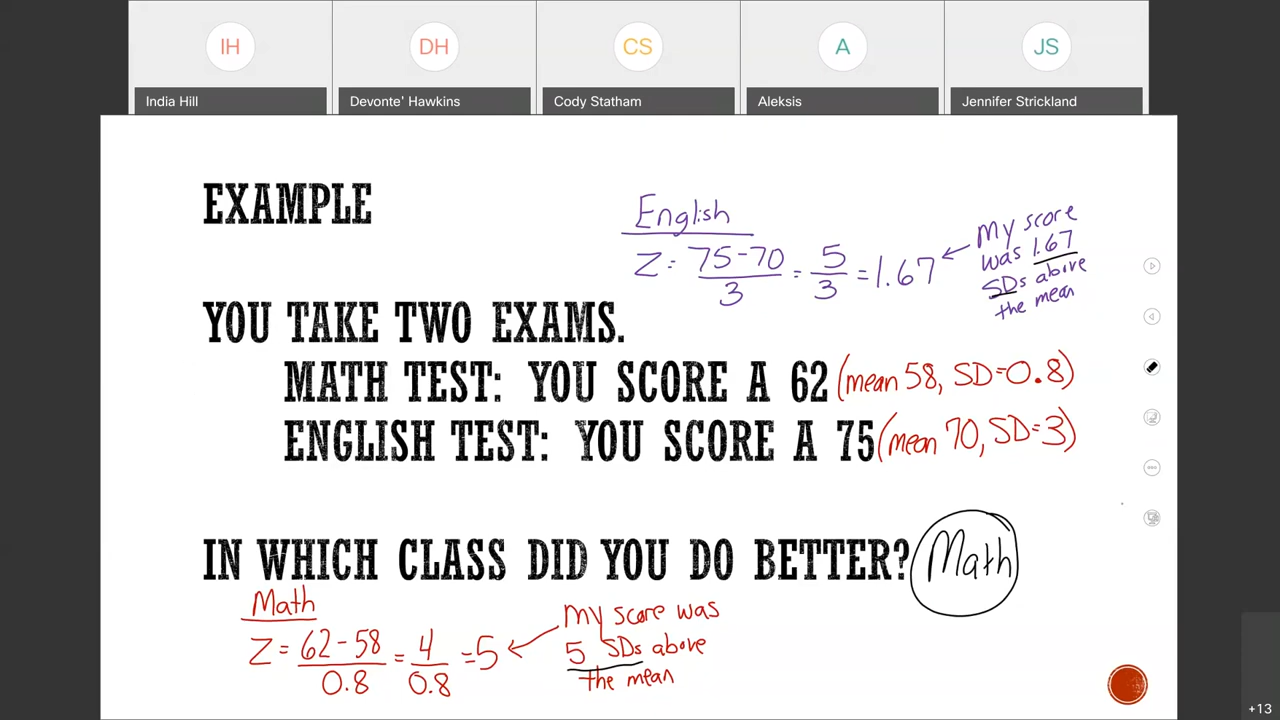 IH DH CS A JS
India Hill Devonte' Hawkins Cody Statham Aleksis Jennifer Strickland
EXAMPLE
English
Z = 75-70 / 3 = 5 / 3 = 1.67
My score
was 1.67
SDs above
the mean
YOU TAKE TWO EXAMS.
MATH TEST: YOU SCORE A 62 (mean 58, SD=0.8)
ENGLISH TEST: YOU SCORE A 75 (mean 70, SD=3)
IN WHICH CLASS DID YOU DO BETTER? Math
Math
Z = 62-58 / 0.8 = 4 / 0.8 = 5
My score was
5 SDs above
the mean
+13